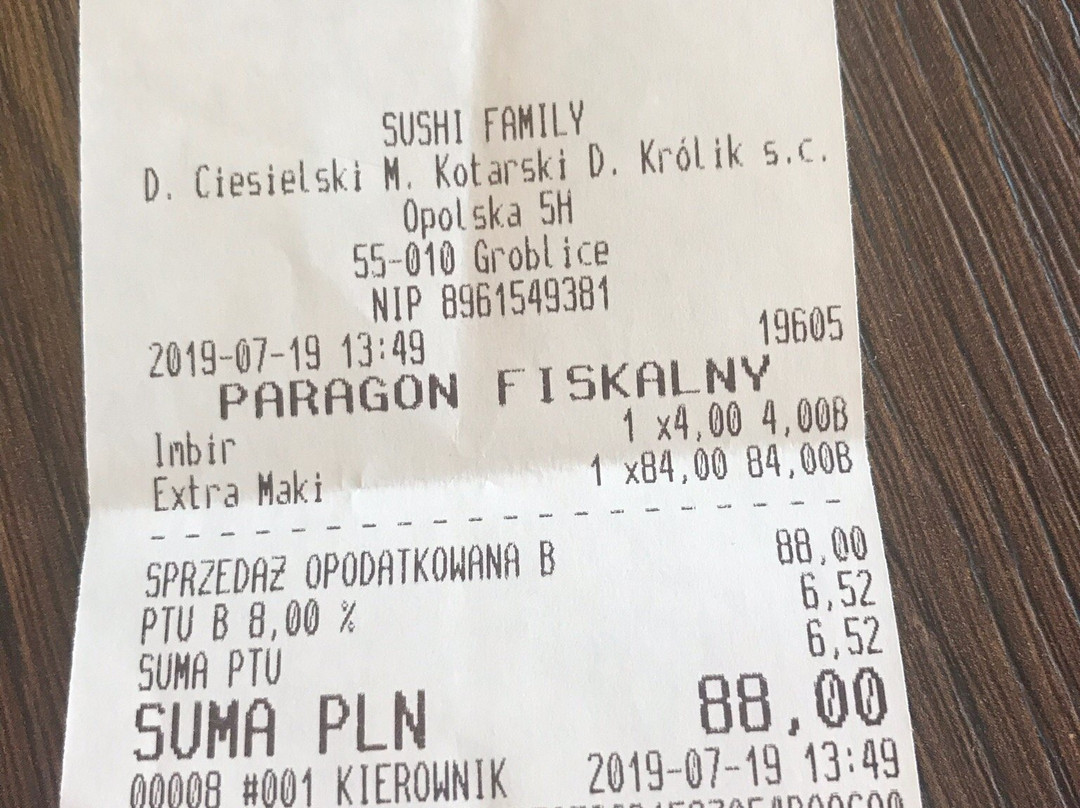 SUSHI FAMILY
D. Ciesielski M. Kotarski D. Królik s.c.
Opolska 5H
55-010 Groblice
NIP 8961549381
2019-07-19 13:49 19605
PARAGON FISKALNY
Imbir 1 x4,00 4,00B
Extra Maki 1 x84,00 84,00B
SPRZEDAŻ OPODATKOWANA B 88,00
PTU B 8,00 % 6,52
SUMA PTU 6,52
SUMA PLN 88,00
00008 #001 KIEROWNIK 2019-07-19 13:49